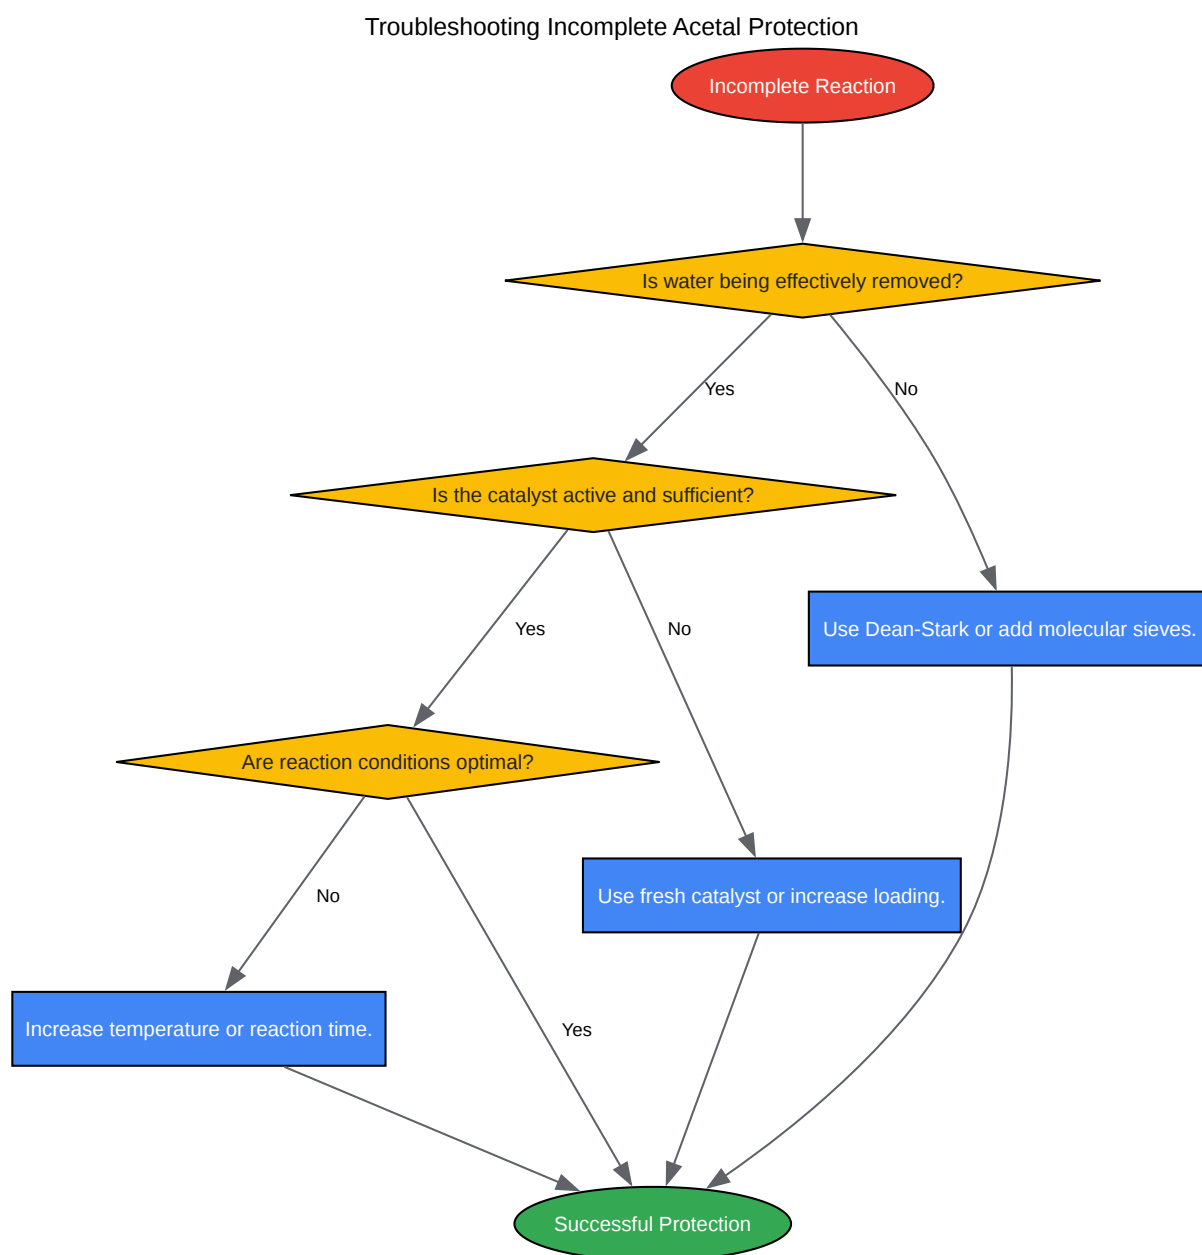 Troubleshooting Incomplete Acetal Protection
Incomplete Reaction
Is water being effectively removed?
Yes
No
Is the catalyst active and sufficient?
Yes
No
Use Dean-Stark or add molecular sieves.
Are reaction conditions optimal?
No
Use fresh catalyst or increase loading.
Increase temperature or reaction time.
Yes
Successful Protection